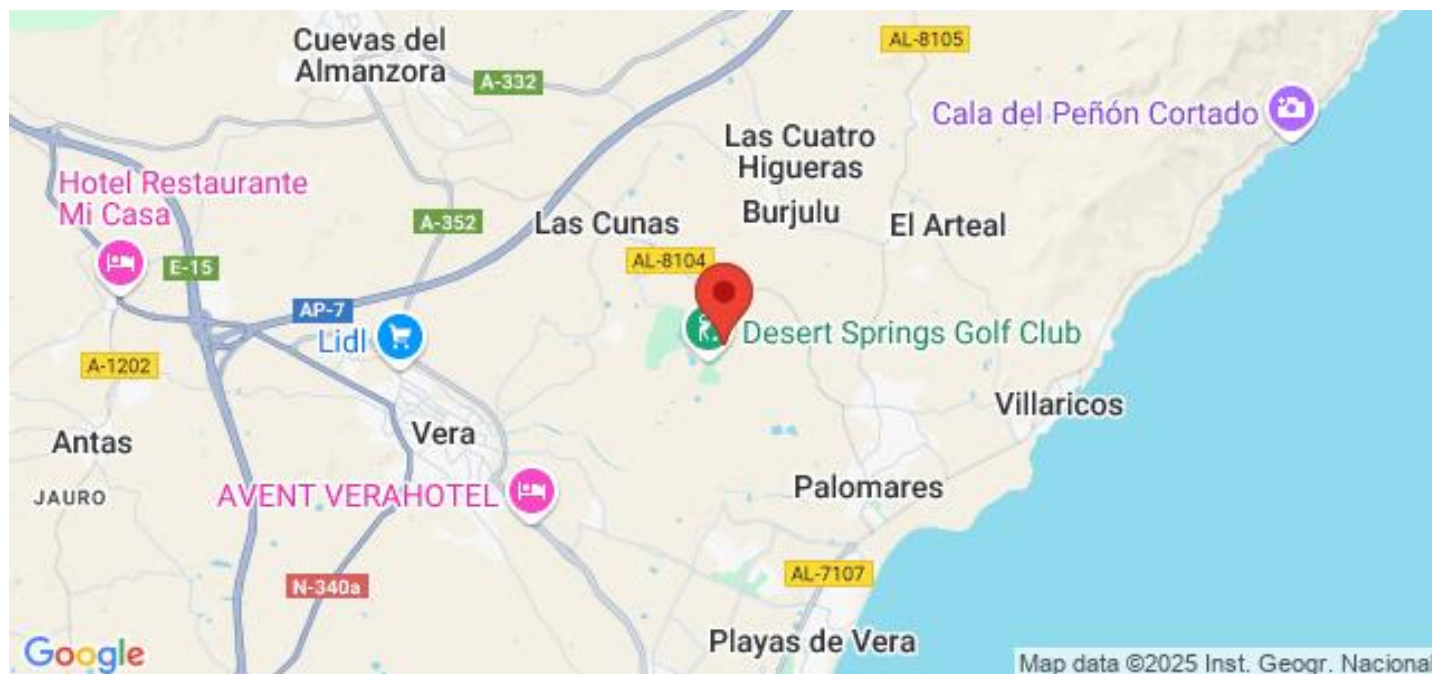 Cuevas del
Almanzora
AL-8105
A-332
Cala del Peñón Cortado
Las Cuatro
Higueras
Hotel Restaurante
Mi Casa
Burjulu
A-352
Las Cunas
El Arteal
AL-8104
E-15
AP-7
Lidl
Desert Springs Golf Club
A-1202
Villaricos
Vera
Antas
AVENT VERAHOTEL
Palomares
JAURO
AL-7107
N-340a
Playas de Vera
Google
Map data ©2025 Inst. Geogr. Nacional